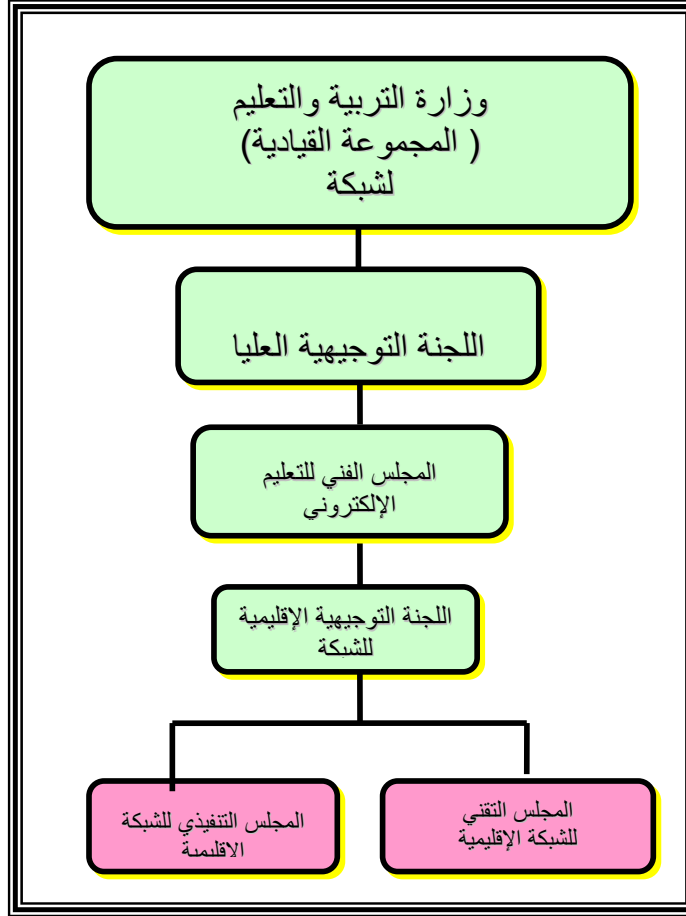 وزارة التربية والتعليم
( المجموعة القيادية)
لشبكة
اللجنة التوجيهية العليا
المجلس الفني للتعليم
الإلكتروني
اللجنة التوجيهية الإقليمية
للشبكة
المجلس التقني
للشبكة الإقليمية
المجلس التنفيذي للشبكة
الاقليمية